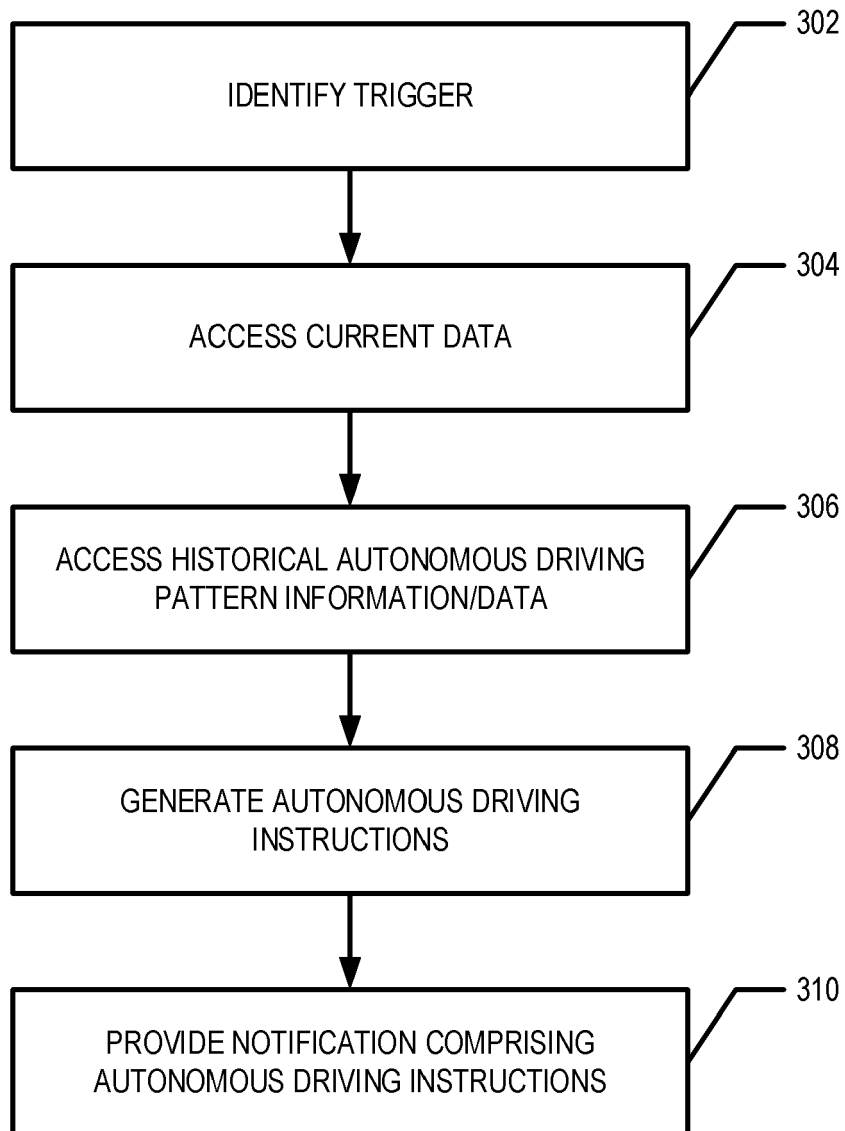 302
IDENTIFY TRIGGER
304
ACCESS CURRENT DATA
306
ACCESS HISTORICAL AUTONOMOUS DRIVING
PATTERN INFORMATION/DATA
308
GENERATE AUTONOMOUS DRIVING
INSTRUCTIONS
310
PROVIDE NOTIFICATION COMPRISING
AUTONOMOUS DRIVING INSTRUCTIONS